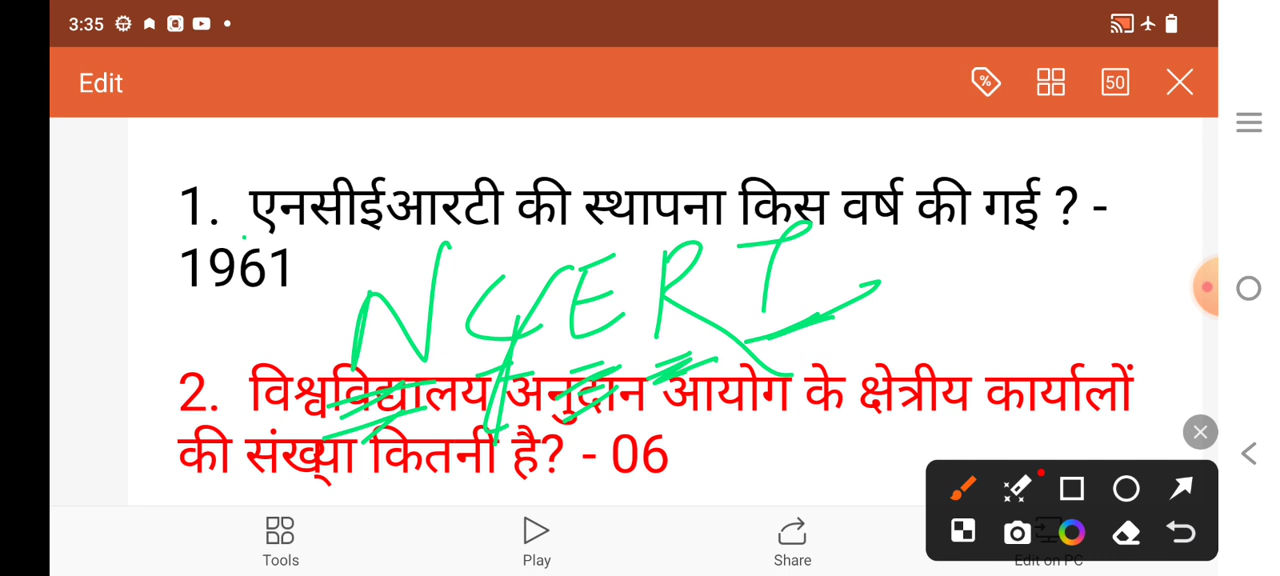 3:35
Edit
50
1. एनसीईआरटी की स्थापना किस वर्ष की गई ? -
1961
NCERT
2. विश्वविद्यालय अनुदान आयोग के क्षेत्रीय कार्यालों
की संख्या कितनी है? - 06
Tools
Play
Share
Edit on PC